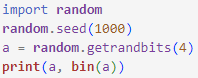 import random
random.seed(1000)
a = random.getrandbits(4)
print(a, bin(a))